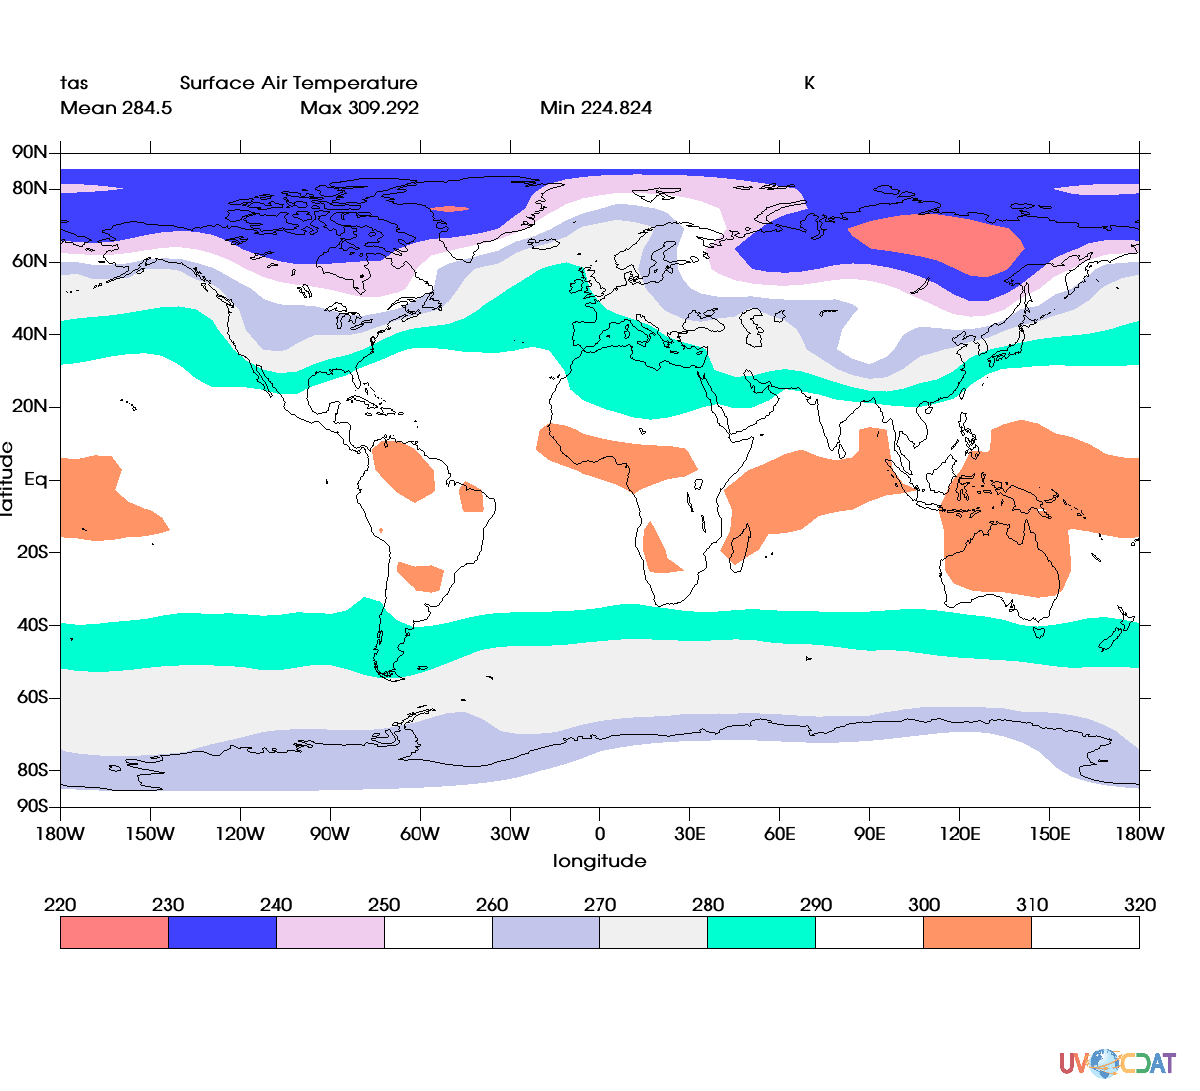 tas Surface Air Temperature K
Mean 284.5 Max 309.292 Min 224.824
90N
80N
60N
40N
20N
Eq
20S
40S
60S
80S
90S
latitude
180W 150W 120W 90W 60W 30W 0 30E 60E 90E 120E 150E 180W
longitude
220 230 240 250 260 270 280 290 300 310 320
UV CDAT